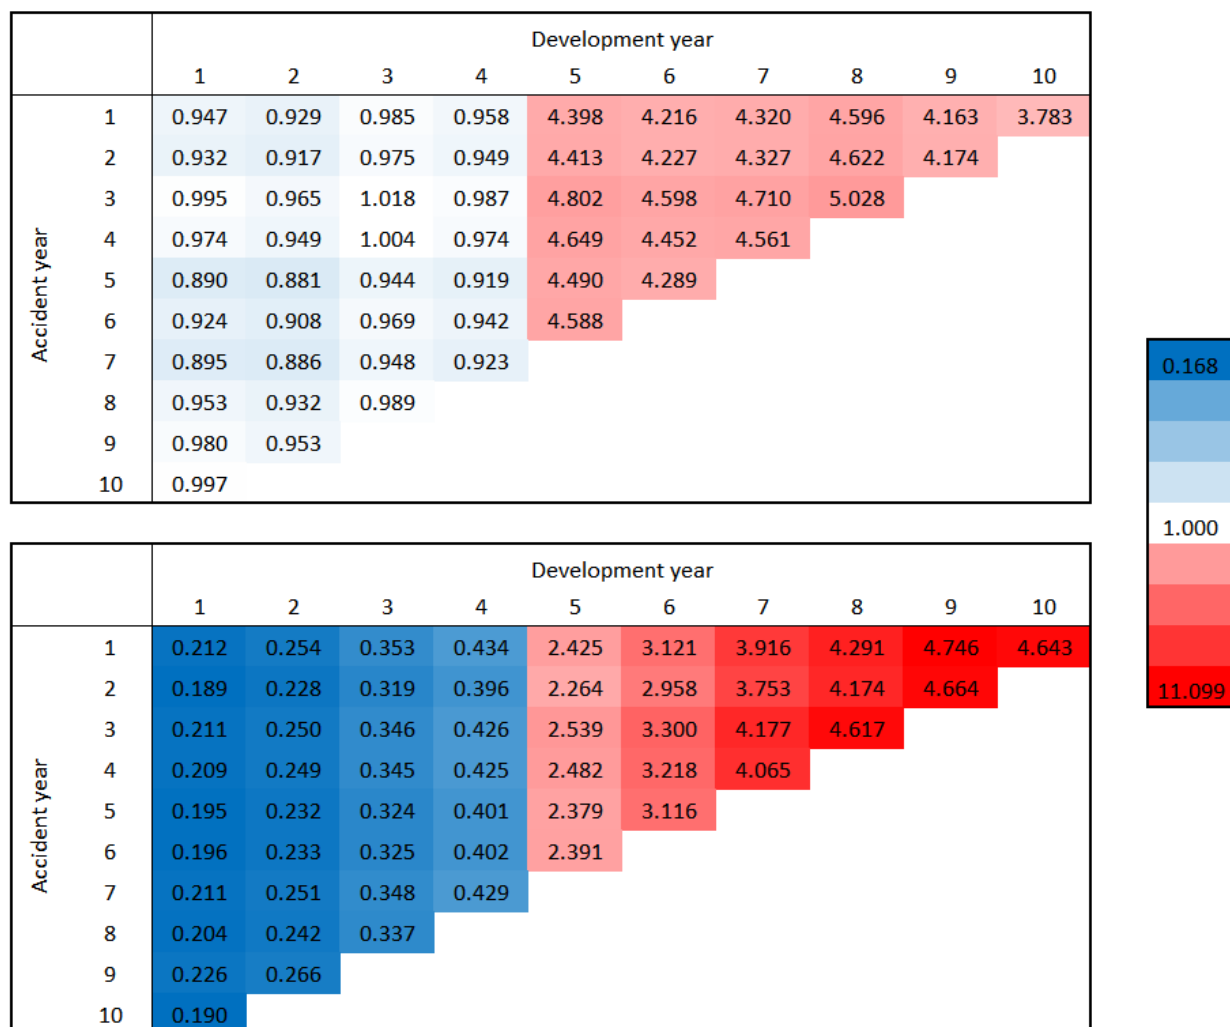 Development year
1 2 3 4 5 6 7 8 9 10
Accident year
1 0.947 0.929 0.985 0.958 4.398 4.216 4.320 4.596 4.163 3.783
2 0.932 0.917 0.975 0.949 4.413 4.227 4.327 4.622 4.174
3 0.995 0.965 1.018 0.987 4.802 4.598 4.710 5.028
4 0.974 0.949 1.004 0.974 4.649 4.452 4.561
5 0.890 0.881 0.944 0.919 4.490 4.289
6 0.924 0.908 0.969 0.942 4.588
7 0.895 0.886 0.948 0.923
8 0.953 0.932 0.989
9 0.980 0.953
10 0.997
0.168
1.000
11.099
Development year
1 2 3 4 5 6 7 8 9 10
Accident year
1 0.212 0.254 0.353 0.434 2.425 3.121 3.916 4.291 4.746 4.643
2 0.189 0.228 0.319 0.396 2.264 2.958 3.753 4.174 4.664
3 0.211 0.250 0.346 0.426 2.539 3.300 4.177 4.617
4 0.209 0.249 0.345 0.425 2.482 3.218 4.065
5 0.195 0.232 0.324 0.401 2.379 3.116
6 0.196 0.233 0.325 0.402 2.391
7 0.211 0.251 0.348 0.429
8 0.204 0.242 0.337
9 0.226 0.266
10 0.190